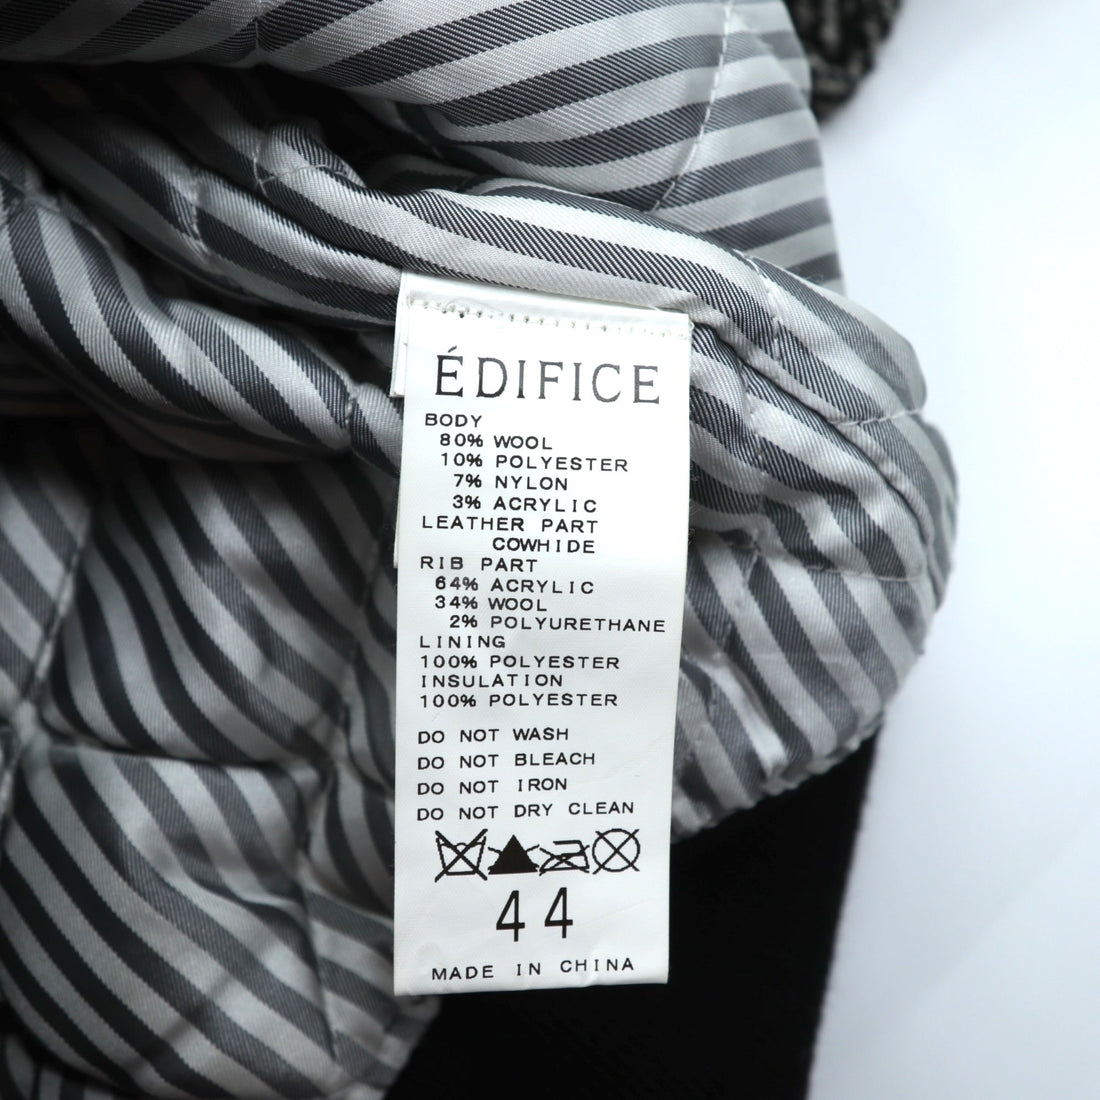 ÉDIFICE
BODY
80% WOOL
10% POLYESTER
7% NYLON
3% ACRYLIC
LEATHER PART
COWHIDE
RIB PART
64% ACRYLIC
34% WOOL
2% POLYURETHANE
LINING
100% POLYESTER
INSULATION
100% POLYESTER
DO NOT WASH
DO NOT BLEACH
DO NOT IRON
DO NOT DRY CLEAN
44
MADE IN CHINA